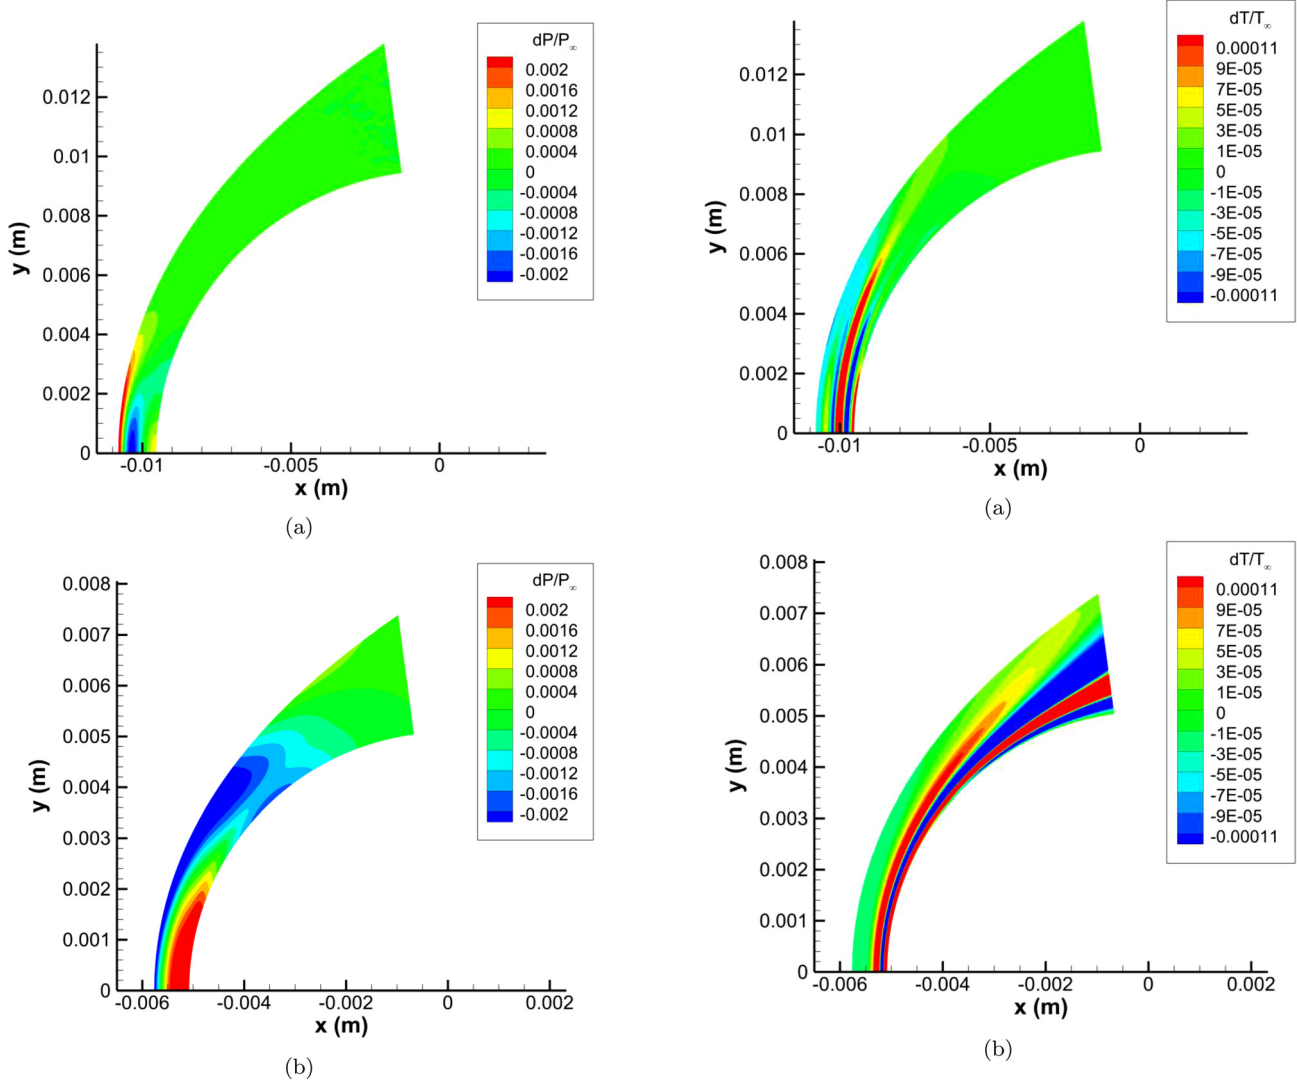 dP/P∞
0.002
0.0016
0.0012
0.0008
0.0004
0
-0.0004
-0.0008
-0.0012
-0.0016
-0.002
0.012
0.01
0.008
0.006
0.004
0.002
0
y (m)
-0.01 -0.005 0
x (m)
(a)
dT/T∞
0.00011
9E-05
7E-05
5E-05
3E-05
1E-05
0
-1E-05
-3E-05
-5E-05
-7E-05
-9E-05
-0.00011
0.012
0.01
0.008
0.006
0.004
0.002
0
y (m)
-0.01 -0.005 0
x (m)
(a)
dP/P∞
0.002
0.0016
0.0012
0.0008
0.0004
0
-0.0004
-0.0008
-0.0012
-0.0016
-0.002
0.008
0.007
0.006
0.005
0.004
0.003
0.002
0.001
0
y (m)
-0.006 -0.004 -0.002 0 0.002
x (m)
(b)
dT/T∞
0.00011
9E-05
7E-05
5E-05
3E-05
1E-05
0
-1E-05
-3E-05
-5E-05
-7E-05
-9E-05
-0.00011
0.008
0.007
0.006
0.005
0.004
0.003
0.002
0.001
0
y (m)
-0.006 -0.004 -0.002 0 0.002
x (m)
(b)